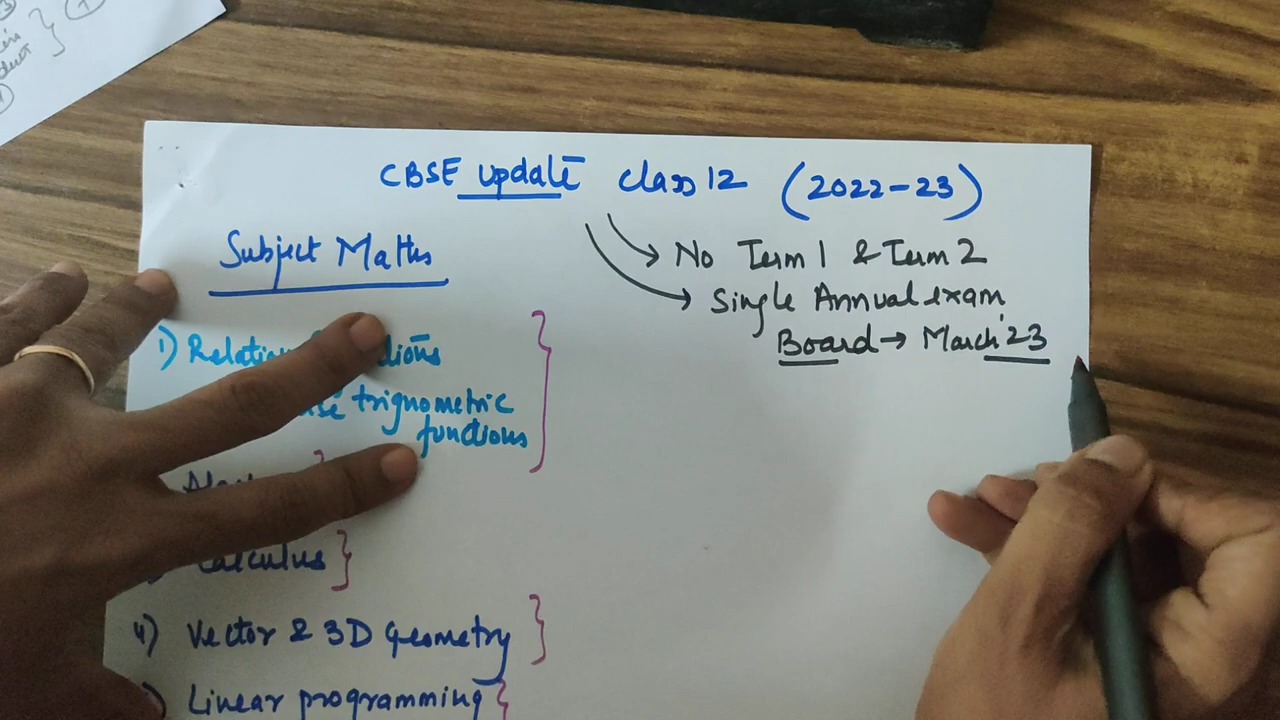 CBSE update class 12 (2022-23)
Subject Maths
→ No Term 1 & Term 2
→ Single Annual exam
Board → March'23
1)
trignometric
functions
Calculus
4) Vector & 3D Geometry
Linear programming